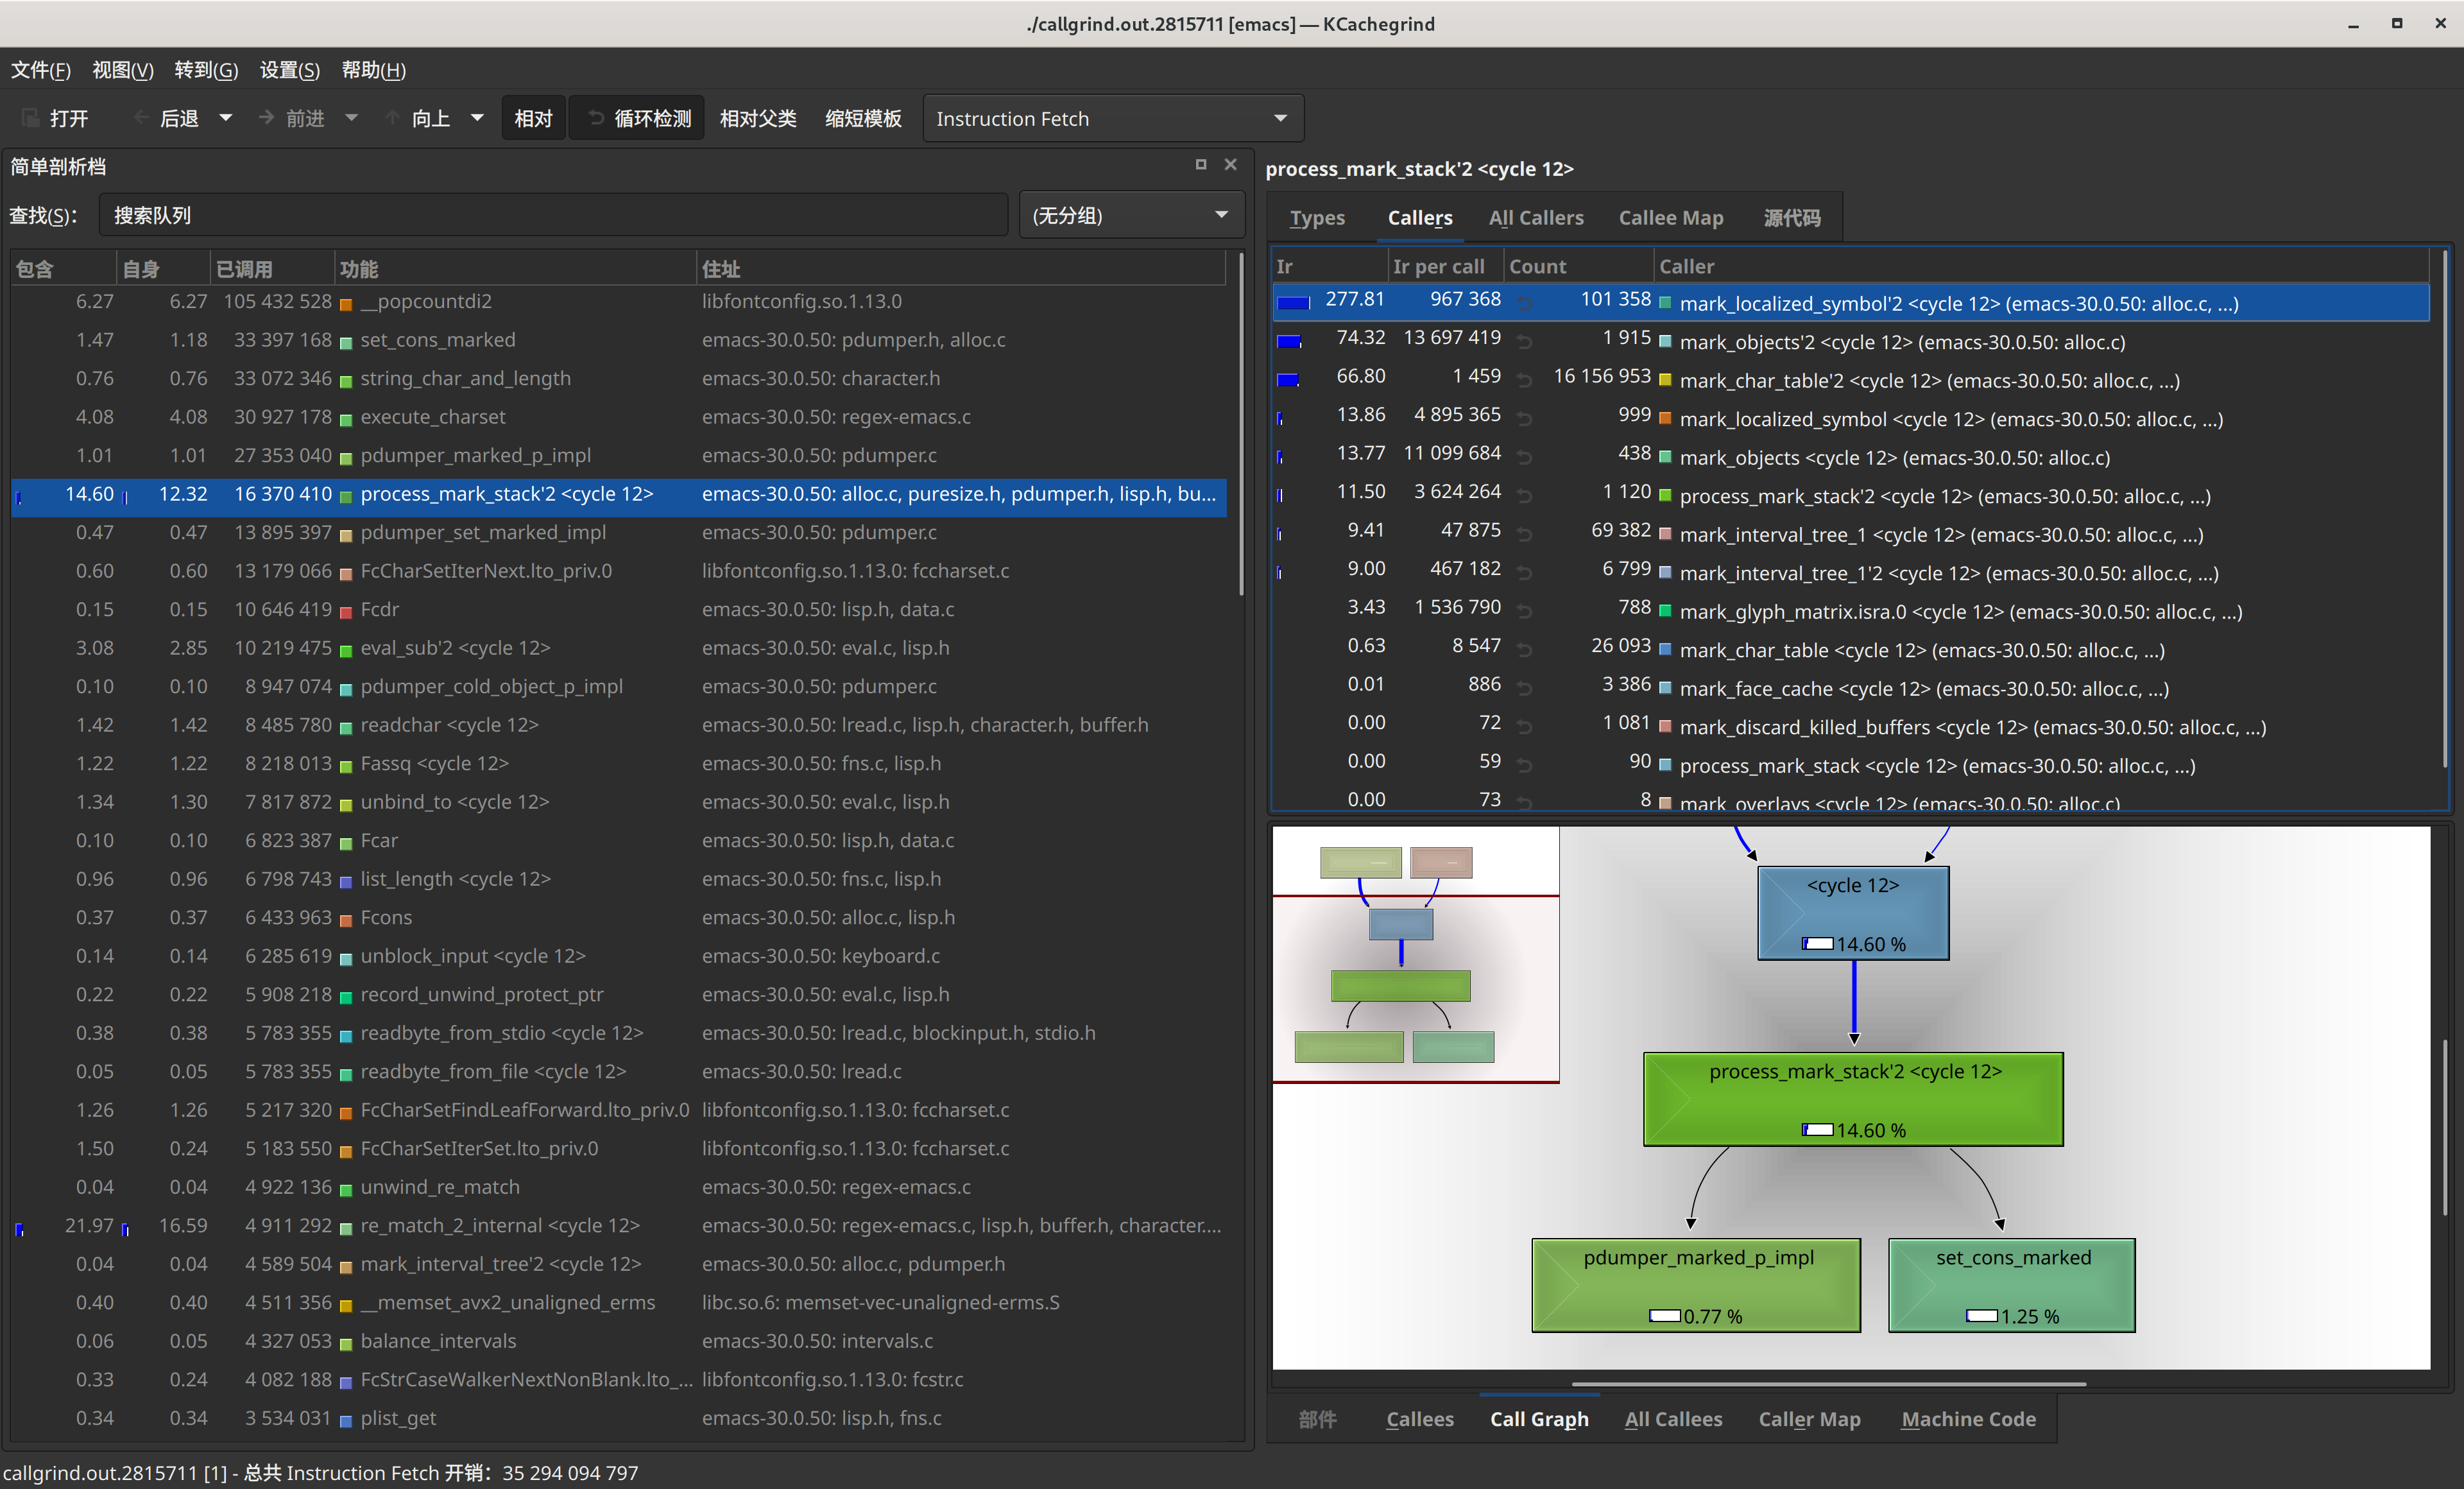 ./callgrind.out.2815711 [emacs] — KCachegrind
文件(F) 视图(V) 转到(G) 设置(S) 帮助(H)
打开 后退 前进 向上 相对 循环检测 相对父类 缩短模板 Instruction Fetch
简单剖析档
查找(S): 搜索队列 (无分组)
包含 自身 已调用 功能 住址
6.27 6.27 105 432 528 __popcountdi2 libfontconfig.so.1.13.0
1.47 1.18 33 397 168 set_cons_marked emacs-30.0.50: pdumper.h, alloc.c
0.76 0.76 33 072 346 string_char_and_length emacs-30.0.50: character.h
4.08 4.08 30 927 178 execute_charset emacs-30.0.50: regex-emacs.c
1.01 1.01 27 353 040 pdumper_marked_p_impl emacs-30.0.50: pdumper.c
14.60 12.32 16 370 410 process_mark_stack'2 <cycle 12> emacs-30.0.50: alloc.c, puresize.h, pdumper.h, lisp.h, bu...
0.47 0.47 13 895 397 pdumper_set_marked_impl emacs-30.0.50: pdumper.c
0.60 0.60 13 179 066 FcCharSetIterNext.lto_priv.0 libfontconfig.so.1.13.0: fccharset.c
0.15 0.15 10 646 419 Fcdr emacs-30.0.50: lisp.h, data.c
3.08 2.85 10 219 475 eval_sub'2 <cycle 12> emacs-30.0.50: eval.c, lisp.h
0.10 0.10 8 947 074 pdumper_cold_object_p_impl emacs-30.0.50: pdumper.c
1.42 1.42 8 485 780 readchar <cycle 12> emacs-30.0.50: lread.c, lisp.h, character.h, buffer.h
1.22 1.22 8 218 013 Fassq <cycle 12> emacs-30.0.50: fns.c, lisp.h
1.34 1.30 7 817 872 unbind_to <cycle 12> emacs-30.0.50: eval.c, lisp.h
0.10 0.10 6 823 387 Fcar emacs-30.0.50: lisp.h, data.c
0.96 0.96 6 798 743 list_length <cycle 12> emacs-30.0.50: fns.c, lisp.h
0.37 0.37 6 433 963 Fcons emacs-30.0.50: alloc.c, lisp.h
0.14 0.14 6 285 619 unblock_input <cycle 12> emacs-30.0.50: keyboard.c
0.22 0.22 5 908 218 record_unwind_protect_ptr emacs-30.0.50: eval.c, lisp.h
0.38 0.38 5 783 355 readbyte_from_stdio <cycle 12> emacs-30.0.50: lread.c, blockinput.h, stdio.h
0.05 0.05 5 783 355 readbyte_from_file <cycle 12> emacs-30.0.50: lread.c
1.26 1.26 5 217 320 FcCharSetFindLeafForward.lto_priv.0 libfontconfig.so.1.13.0: fccharset.c
1.50 0.24 5 183 550 FcCharSetIterSet.lto_priv.0 libfontconfig.so.1.13.0: fccharset.c
0.04 0.04 4 922 136 unwind_re_match emacs-30.0.50: regex-emacs.c
21.97 16.59 4 911 292 re_match_2_internal <cycle 12> emacs-30.0.50: regex-emacs.c, lisp.h, buffer.h, character....
0.04 0.04 4 589 504 mark_interval_tree'2 <cycle 12> emacs-30.0.50: alloc.c, pdumper.h
0.40 0.40 4 511 356 __memset_avx2_unaligned_erms libc.so.6: memset-vec-unaligned-erms.S
0.06 0.05 4 327 053 balance_intervals emacs-30.0.50: intervals.c
0.33 0.24 4 082 188 FcStrCaseWalkerNextNonBlank.lto_... libfontconfig.so.1.13.0: fcstr.c
0.34 0.34 3 534 031 plist_get emacs-30.0.50: lisp.h, fns.c
process_mark_stack'2 <cycle 12>
Types Callers All Callers Callee Map 源代码
Ir Ir per call Count Caller
277.81 967 368 101 358 mark_localized_symbol'2 <cycle 12> (emacs-30.0.50: alloc.c, ...)
74.32 13 697 419 1 915 mark_objects'2 <cycle 12> (emacs-30.0.50: alloc.c)
66.80 1 459 16 156 953 mark_char_table'2 <cycle 12> (emacs-30.0.50: alloc.c, ...)
13.86 4 895 365 999 mark_localized_symbol <cycle 12> (emacs-30.0.50: alloc.c, ...)
13.77 11 099 684 438 mark_objects <cycle 12> (emacs-30.0.50: alloc.c)
11.50 3 624 264 1 120 process_mark_stack'2 <cycle 12> (emacs-30.0.50: alloc.c, ...)
9.41 47 875 69 382 mark_interval_tree_1 <cycle 12> (emacs-30.0.50: alloc.c, ...)
9.00 467 182 6 799 mark_interval_tree_1'2 <cycle 12> (emacs-30.0.50: alloc.c, ...)
3.43 1 536 790 788 mark_glyph_matrix.isra.0 <cycle 12> (emacs-30.0.50: alloc.c, ...)
0.63 8 547 26 093 mark_char_table <cycle 12> (emacs-30.0.50: alloc.c, ...)
0.01 886 3 386 mark_face_cache <cycle 12> (emacs-30.0.50: alloc.c, ...)
0.00 72 1 081 mark_discard_killed_buffers <cycle 12> (emacs-30.0.50: alloc.c, ...)
0.00 59 90 process_mark_stack <cycle 12> (emacs-30.0.50: alloc.c, ...)
0.00 73 8 mark_overlays <cycle 12> (emacs-30.0.50: alloc.c)
<cycle 12>
14.60 %
process_mark_stack'2 <cycle 12>
14.60 %
pdumper_marked_p_impl set_cons_marked
0.77 % 1.25 %
部件 Callees Call Graph All Callees Caller Map Machine Code
callgrind.out.2815711 [1] - 总共 Instruction Fetch 开销: 35 294 094 797